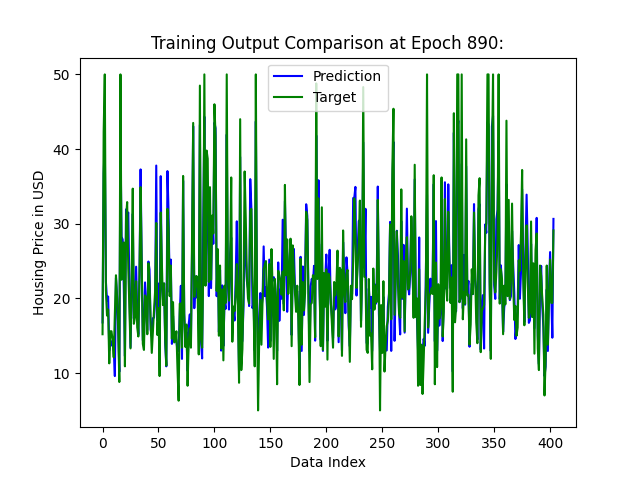 Training Output Comparison at Epoch 890:
Prediction
Target
Housing Price in USD
50
40
30
20
10
0
50
100
150
200
250
300
350
400
Data Index